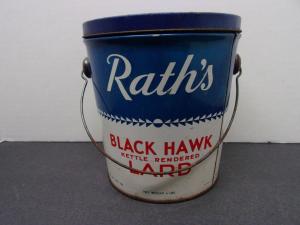 Rath's
BLACK HAWK
KETTLE RENDERED
LARD